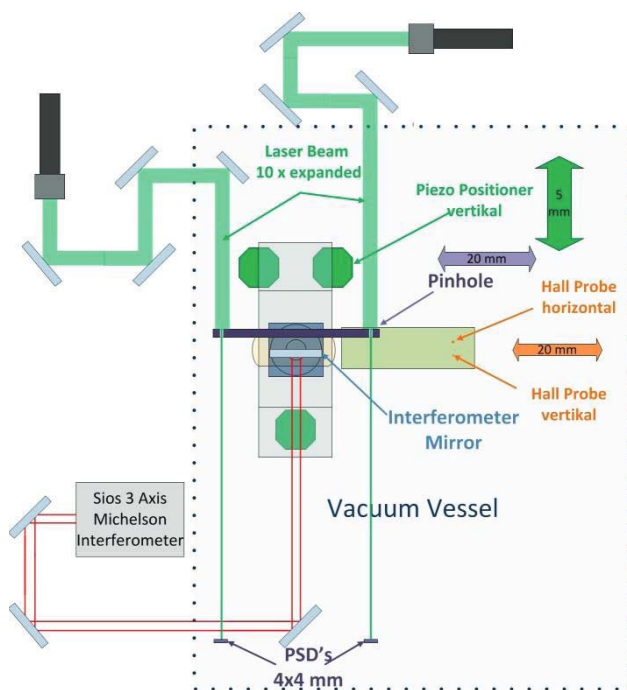 Laser Beam
10 x expanded
Piezo Positioner
vertikal
5
mm
20 mm
Pinhole
Hall Probe
horizontal
20 mm
Hall Probe
vertikal
Interferometer
Mirror
Sios 3 Axis
Michelson
Interferometer
Vacuum Vessel
PSD's
4x4 mm